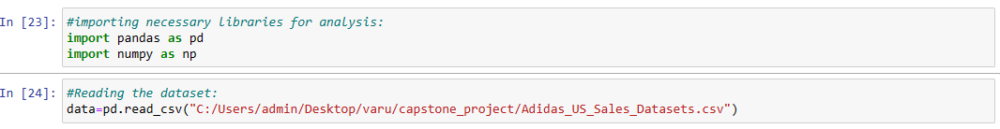 In [23]: #importing necessary libraries for analysis:
import pandas as pd
import numpy as np
In [24]: #Reading the dataset:
data=pd.read_csv("C:/Users/admin/Desktop/varu/capstone_project/Adidas_US_Sales_Datasets.csv")